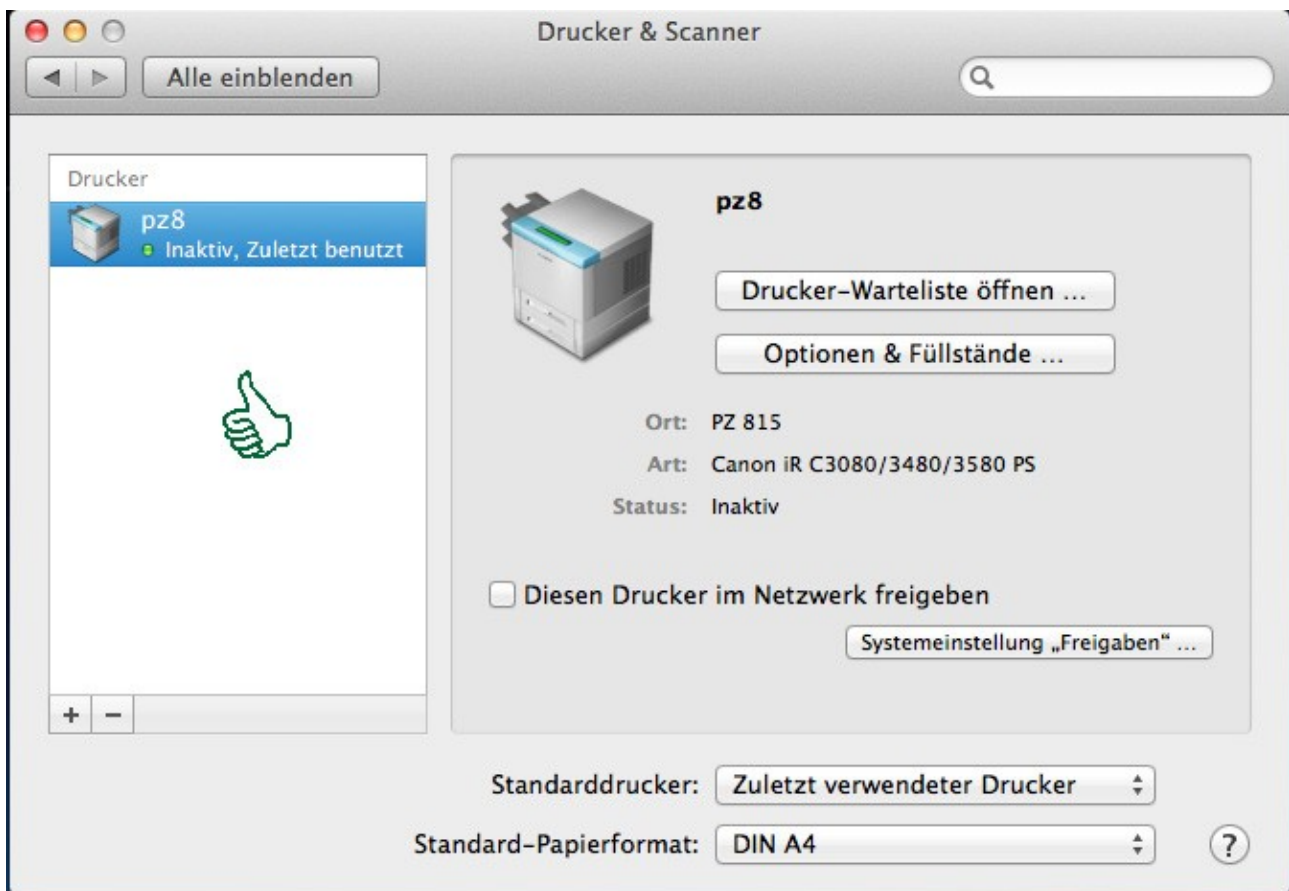 Drucker & Scanner
Alle einblenden
Drucker
pz8
Inaktiv, Zuletzt benutzt
pz8
Drucker-Warteliste öffnen ...
Optionen & Füllstände ...
Ort: PZ 815
Art: Canon iR C3080/3480/3580 PS
Status: Inaktiv
Diesen Drucker im Netzwerk freigeben
Systemeinstellung „Freigaben“ ...
+ −
Standarddrucker: Zuletzt verwendeter Drucker
Standard-Papierformat: DIN A4 ?